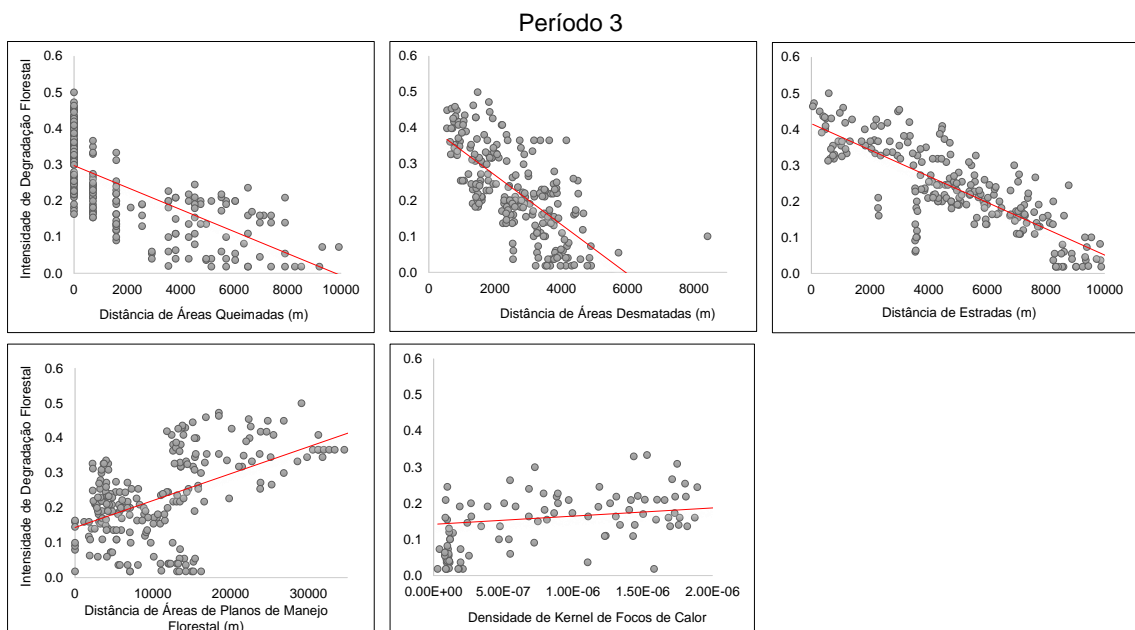 Período 3
Intensidade de Degradação Florestal
0.6
0.5
0.4
0.3
0.2
0.1
0.0
0 2000 4000 6000 8000 10000
Distância de Áreas Queimadas (m)
0.6
0.5
0.4
0.3
0.2
0.1
0.0
0 2000 4000 6000 8000
Distância de Áreas Desmatadas (m)
0.6
0.5
0.4
0.3
0.2
0.1
0.0
0 2000 4000 6000 8000 10000
Distância de Estradas (m)
Intensidade de Degradação Florestal
0.6
0.5
0.4
0.3
0.2
0.1
0.0
0 10000 20000 30000
Distância de Áreas de Planos de Manejo
Florestal (m)
0.6
0.5
0.4
0.3
0.2
0.1
0.0
0.00E+00 5.00E-07 1.00E-06 1.50E-06 2.00E-06
Densidade de Kernel de Focos de Calor